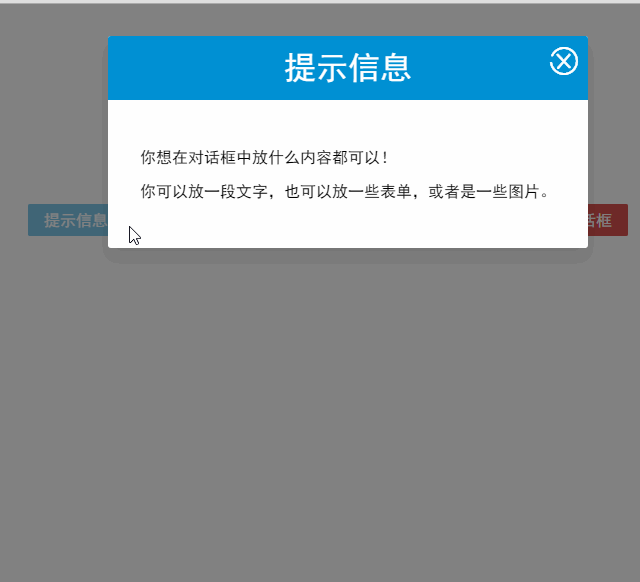 提示信息
你想在对话框中放什么内容都可以！
你可以放一段文字，也可以放一些表单，或者是一些图片。
提示信息
话框